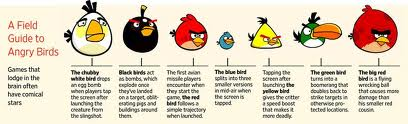 A Field
Guide to
Angry Birds
Games that
lodge in the
brain often
have comical
stars
The chubby
white bird drops
an egg bomb
when players tap
the screen after
launching the
creature from
the slingshot.
Black birds act
as bombs, which
explode once
they've landed
on a target, oblit-
erating pigs and
buildings around
them.
The first avian
missile players
encounter when
they start the
game, the red
bird follows a
simple trajectory
when launched.
The blue bird
splits into three
smaller versions
in mid-air when
the screen is
tapped.
Tapping the
screen after
launching the
yellow bird
gives the critter
a speed boost
that makes it
more deadly.
The green bird
turns into a
boomerang that
doubles back to
strike targets in
otherwise pro-
tected locations.
The big red
bird is a flying
wrecking ball
that causes more
damage than
his smaller red
cousin.